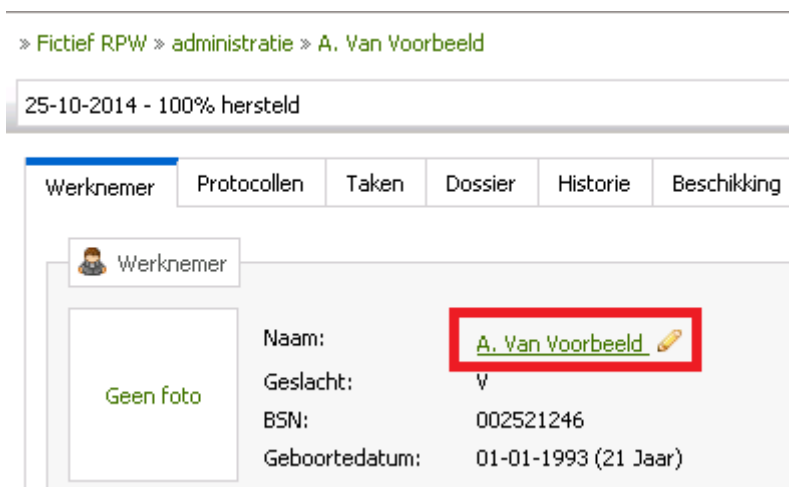 » Fictief RPW » administratie » A. Van Voorbeeld
25-10-2014 - 100% hersteld
Werknemer Protocollen Taken Dossier Historie Beschikking
Werknemer
Geen foto
Naam: A. Van Voorbeeld
Geslacht: V
BSN: 002521246
Geboortedatum: 01-01-1993 (21 Jaar)